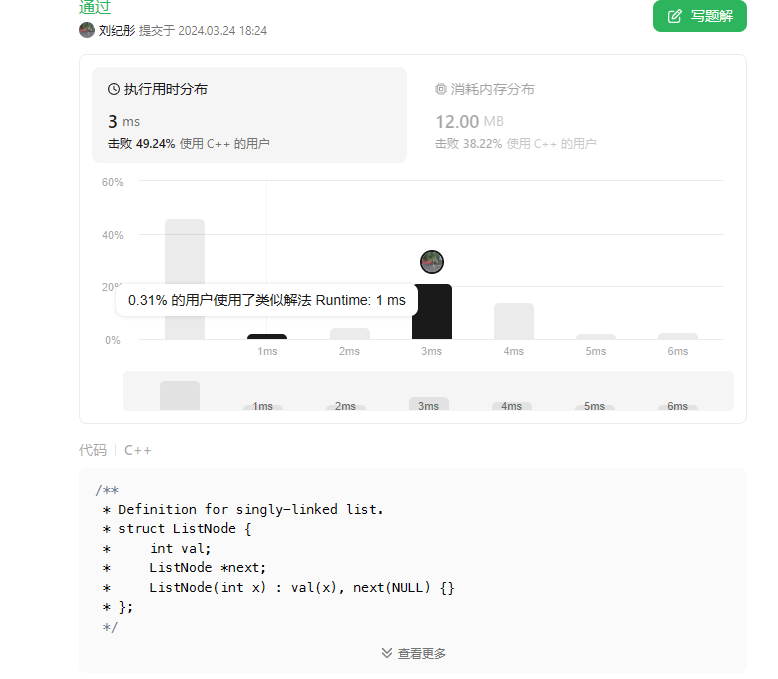 通过
写题解
刘纪彤 提交于 2024.03.24 18:24
执行用时分布
3 ms
击败 49.24% 使用 C++ 的用户
消耗内存分布
12.00 MB
击败 38.22% 使用 C++ 的用户
60%
40%
20%
0.31% 的用户使用了类似解法 Runtime: 1 ms
0%
1ms 2ms 3ms 4ms 5ms 6ms
1ms 2ms 3ms 4ms 5ms 6ms
代码 | C++
/**
 * Definition for singly-linked list.
 * struct ListNode {
 *     int val;
 *     ListNode *next;
 *     ListNode(int x) : val(x), next(NULL) {}
 * };
 */
查看更多